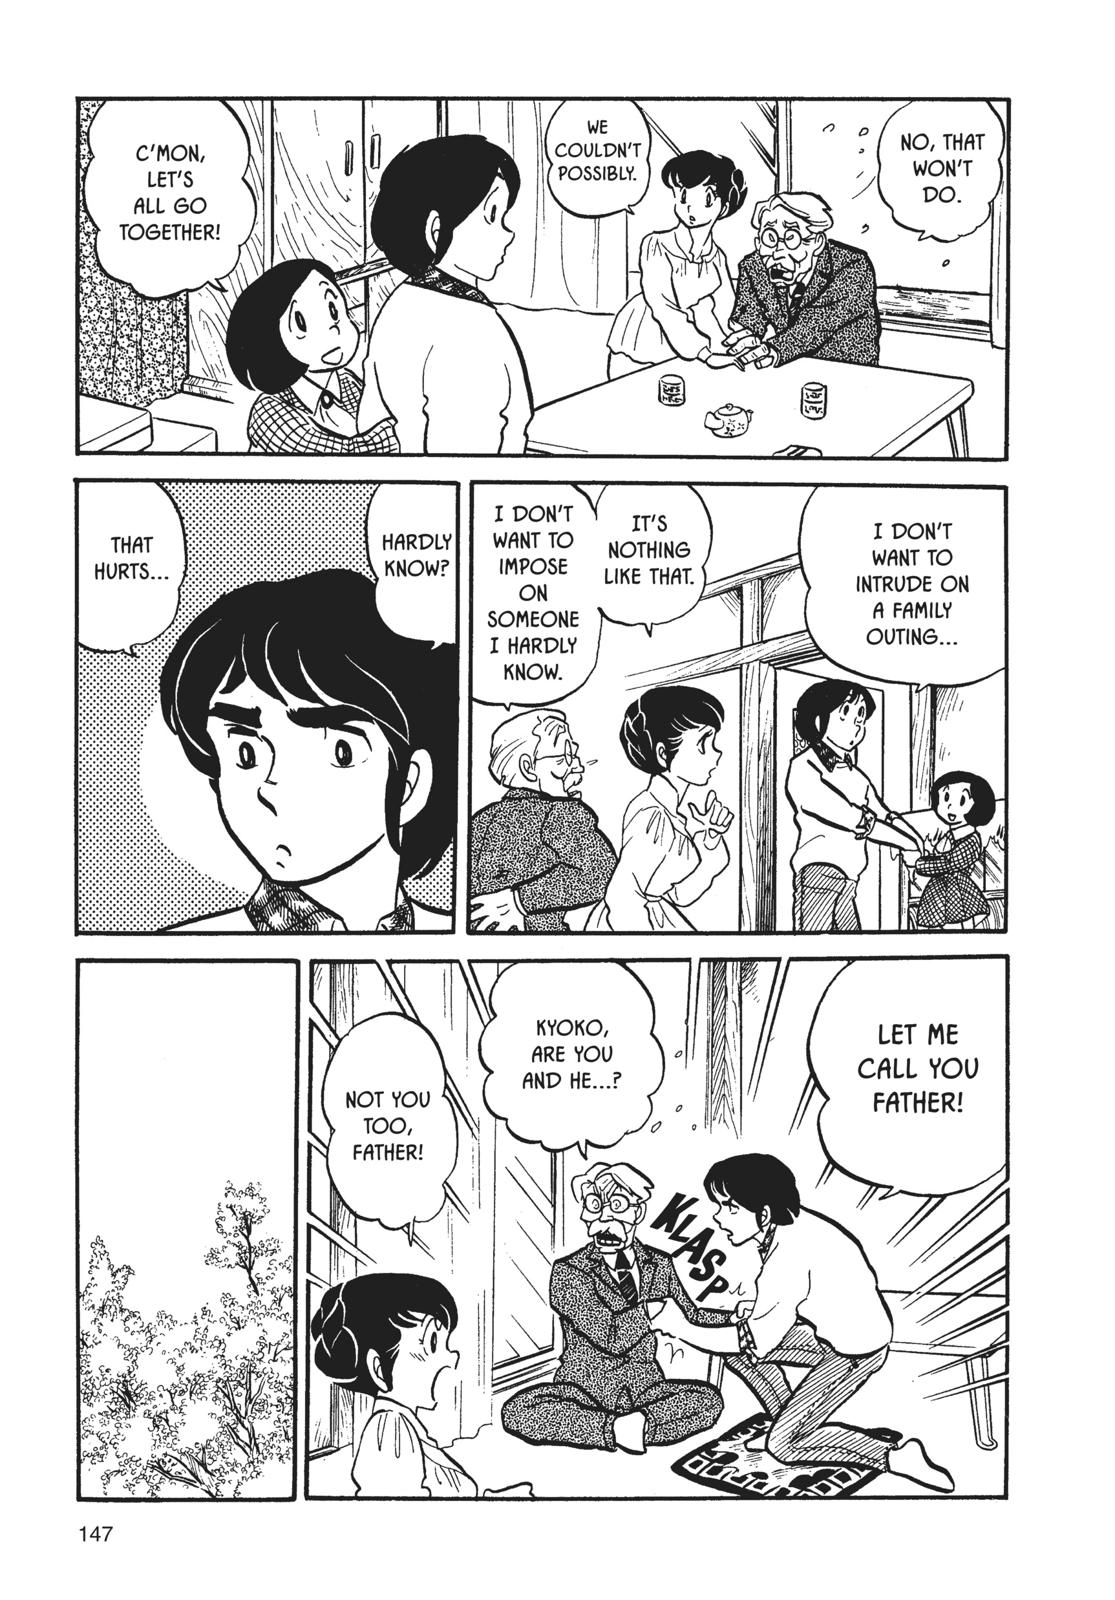 NO, THAT
WON'T
DO.
WE
COULDN'T
POSSIBLY.
C'MON,
LET'S
ALL GO
TOGETHER!
I DON'T
WANT TO
INTRUDE ON
A FAMILY
OUTING...
IT'S
NOTHING
LIKE THAT.
I DON'T
WANT TO
IMPOSE
ON
SOMEONE
I HARDLY
KNOW.
HARDLY
KNOW?
THAT
HURTS...
LET ME
CALL YOU
FATHER!
KLASP
KYOKO,
ARE YOU
AND HE...?
NOT YOU
TOO,
FATHER!
147